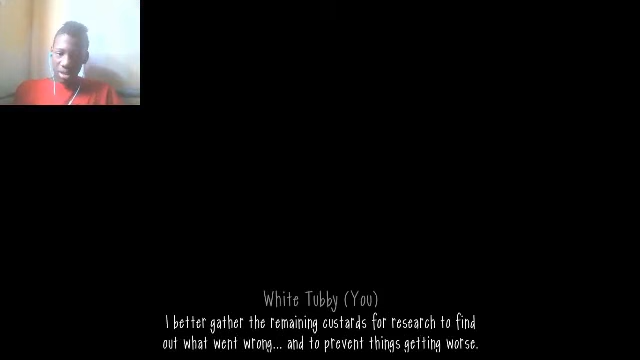 White Tubby (You)
I better gather the remaining custards for research to find
out what went wrong... and to prevent things getting worse.